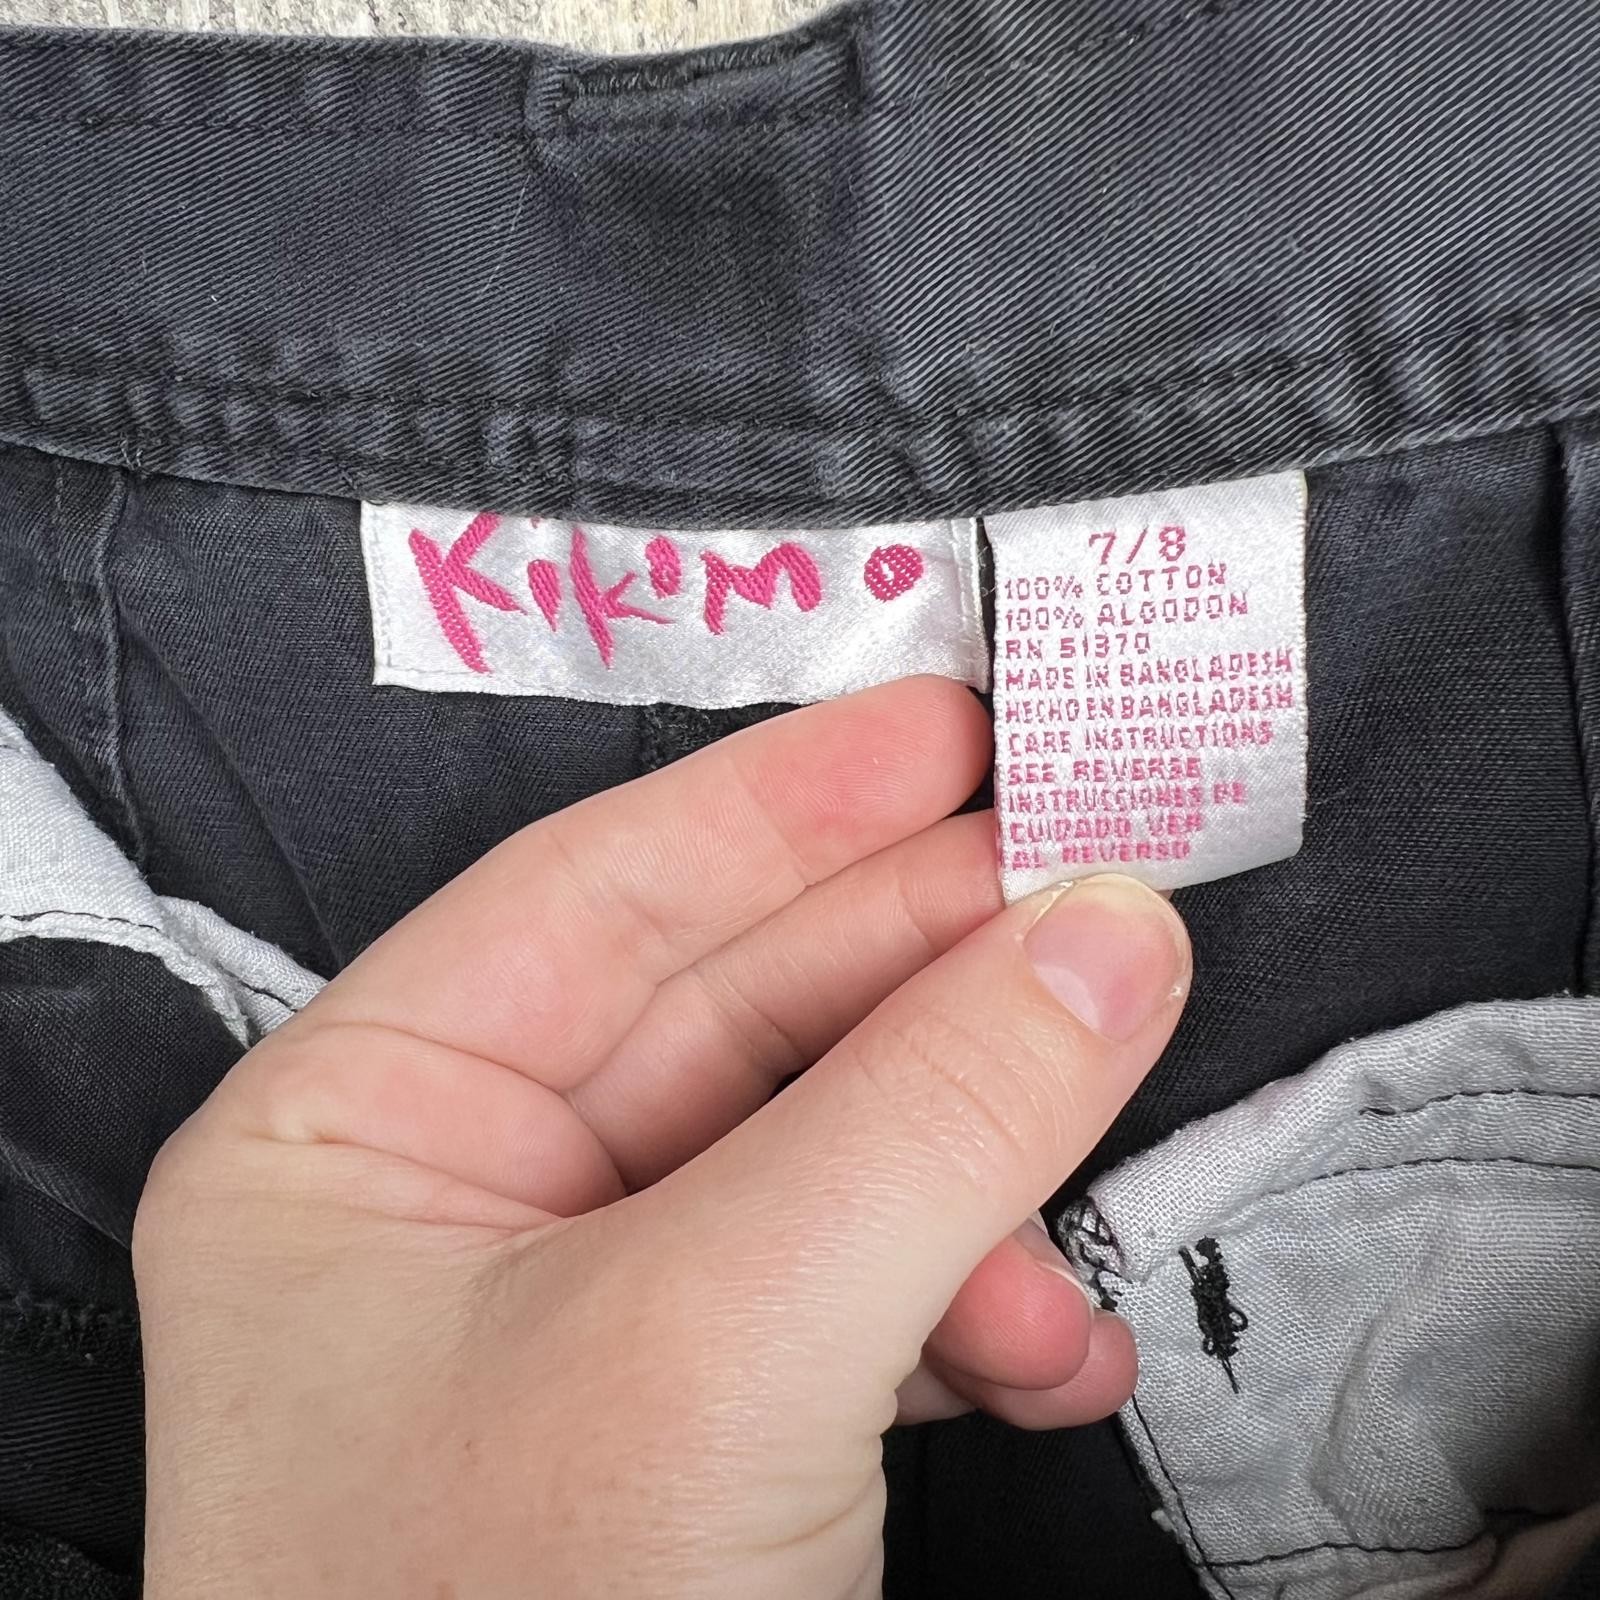 KikiMO
7/8
100% COTTON
100% ALGODON
RN 51370
MADE IN BANGLADESH
HECHO EN BANGLADESH
CARE INSTRUCTIONS
SEE REVERSE
INSTRUCCIONES DE
CUIDADO VER
AL REVERSO